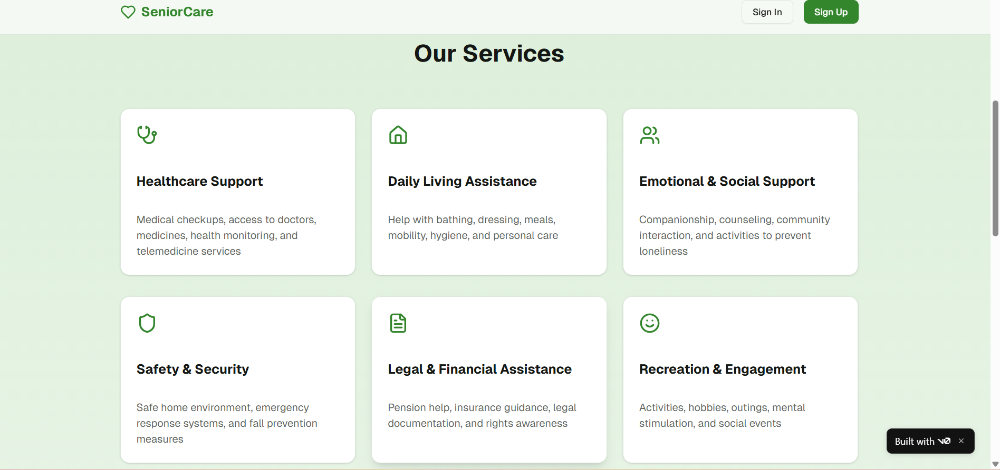 SeniorCare
Sign In
Sign Up
Our Services
Healthcare Support
Medical checkups, access to doctors,
medicines, health monitoring, and
telemedicine services
Daily Living Assistance
Help with bathing, dressing, meals,
mobility, hygiene, and personal care
Emotional & Social Support
Companionship, counseling, community
interaction, and activities to prevent
loneliness
Safety & Security
Safe home environment, emergency
response systems, and fall prevention
measures
Legal & Financial Assistance
Pension help, insurance guidance, legal
documentation, and rights awareness
Recreation & Engagement
Activities, hobbies, outings, mental
stimulation, and social events
Built with v0